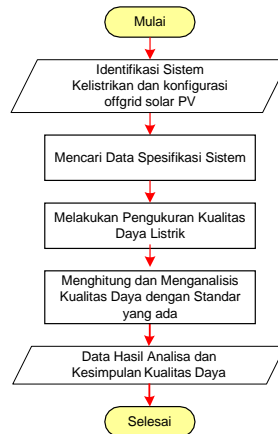 Mulai
Identifikasi Sistem
Kelistrikan dan konfigurasi
offgrid solar PV
Mencari Data Spesifikasi Sistem
Melakukan Pengukuran Kualitas
Daya Listrik
Menghitung dan Menganalisis
Kualitas Daya dengan Standar
yang ada
Data Hasil Analisa dan
Kesimpulan Kualitas Daya
Selesai